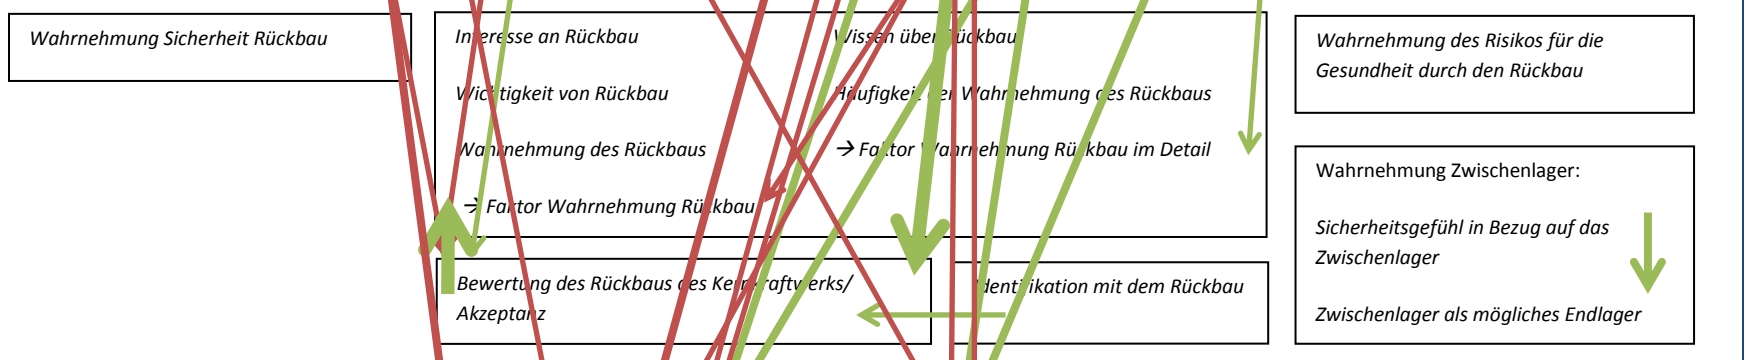 Wahrnehmung Sicherheit Rückbau
Interesse an Rückbau
Wissen über Rückbau
Wichtigkeit von Rückbau
Häufigkeit der Wahrnehmung des Rückbaus
Wahrnehmung des Rückbaus
→ Faktor Wahrnehmung Rückbau im Detail
→ Faktor Wahrnehmung Rückbau
Bewertung des Rückbaus des Kernkraftwerks/
Akzeptanz
Identifikation mit dem Rückbau
Wahrnehmung des Risikos für die
Gesundheit durch den Rückbau
Wahrnehmung Zwischenlager:
Sicherheitsgefühl in Bezug auf das
Zwischenlager
Zwischenlager als mögliches Endlager